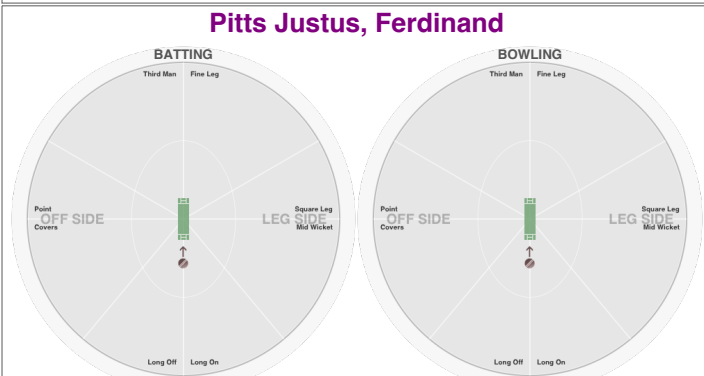 Pitts Justus, Ferdinand
BATTING
Third Man Fine Leg
Point
OFF SIDE
Covers
Square Leg
LEG SIDE
Mid Wicket
Long Off Long On
BOWLING
Third Man Fine Leg
Point
OFF SIDE
Covers
Square Leg
LEG SIDE
Mid Wicket
Long Off Long On